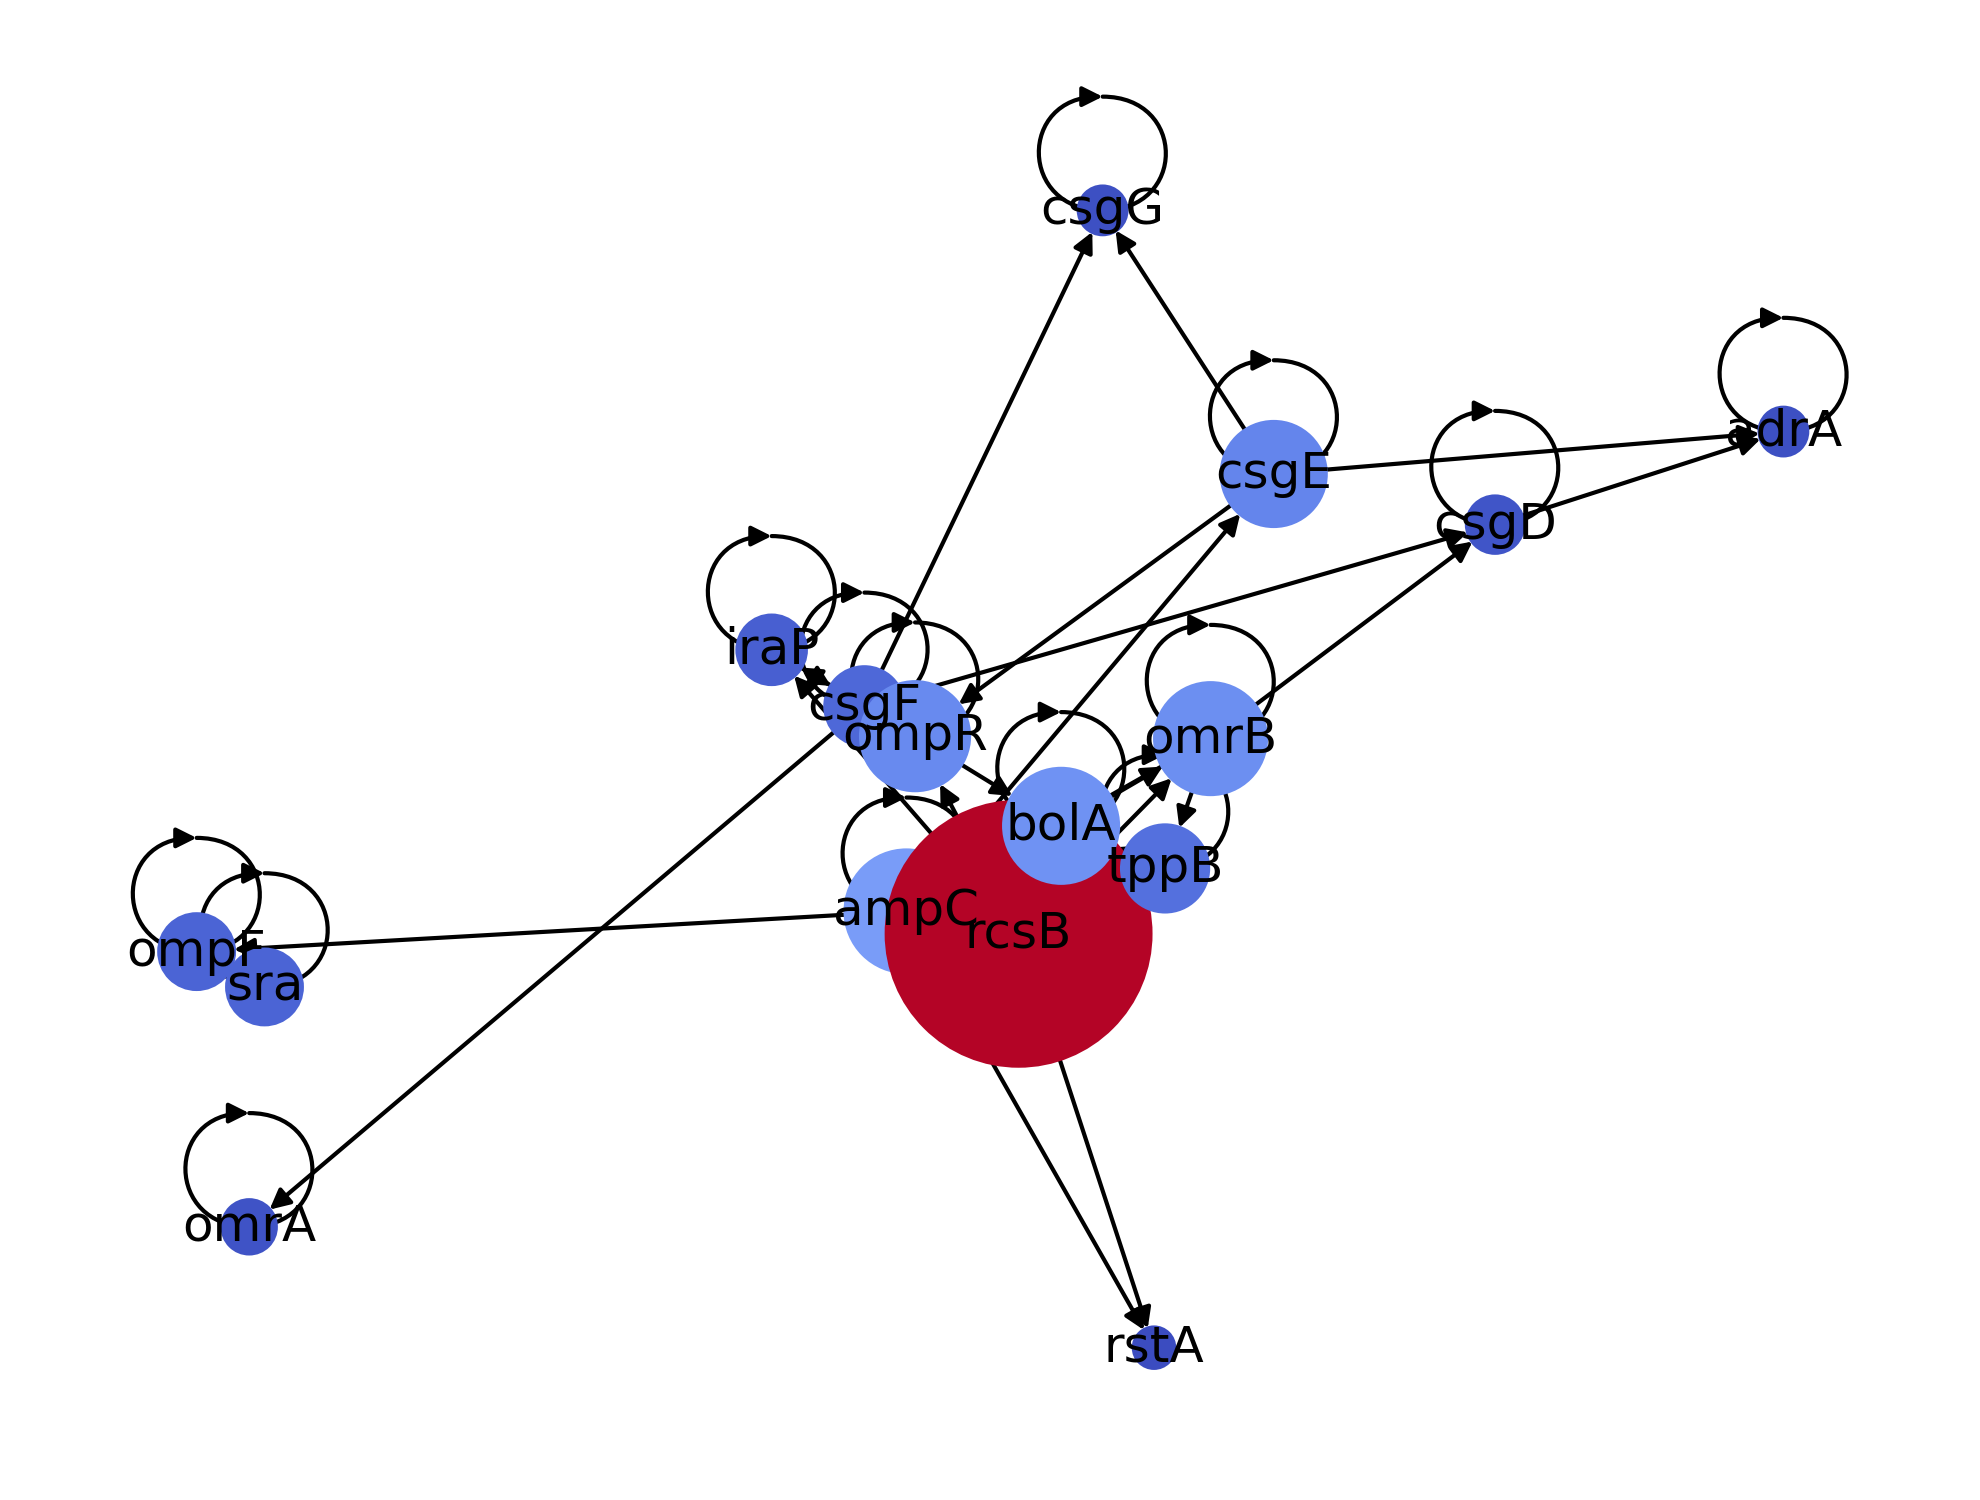 csgG
adrA
csgE
csgD
iraP
csgF
ompR
omrB
bolA
tppB
ampC
rcsB
ompF
sra
omrA
rstA